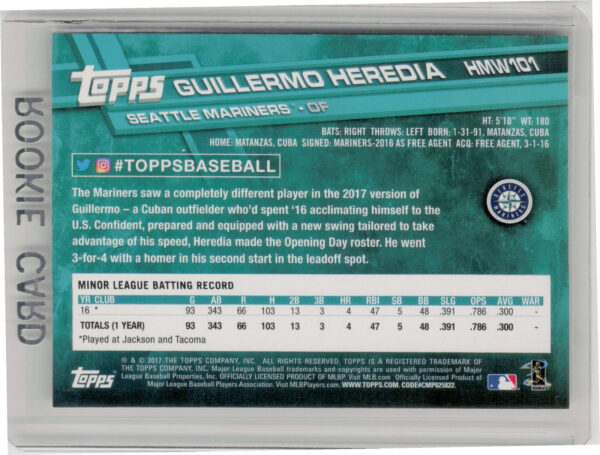 ROOKIE CARD
TOPPS GUILLERMO HEREDIA HMW101
SEATTLE MARINERS • OF
HT: 5'10" WT: 180
BATS: RIGHT THROWS: LEFT BORN: 1-31-91, MATANZAS, CUBA
HOME: MATANZAS, CUBA SIGNED: MARINERS-2016 AS FREE AGENT ACQ: FREE AGENT, 3-1-16
#TOPPSBASEBALL
The Mariners saw a completely different player in the 2017 version of
Guillermo – a Cuban outfielder who'd spent '16 acclimating himself to the
U.S. Confident, prepared and equipped with a new swing tailored to take
advantage of his speed, Heredia made the Opening Day roster. He went
3-for-4 with a homer in his second start in the leadoff spot.
SEATTLE MARINERS
MINOR LEAGUE BATTING RECORD
YR CLUB G AB R H 2B 3B HR RBI SB BB SLG OPS AVG WAR
16 * 93 343 66 103 13 3 4 47 5 48 .391 .786 .300 -
TOTALS (1 YEAR) 93 343 66 103 13 3 4 47 5 48 .391 .786 .300 -
*Played at Jackson and Tacoma
® & © 2017 THE TOPPS COMPANY, INC. ALL RIGHTS RESERVED. TOPPS IS A REGISTERED TRADEMARK OF
THE TOPPS COMPANY, INC. Major League Baseball trademarks and copyrights are used with permission of Major
League Baseball Properties, Inc. OFFICIALLY LICENSED PRODUCT OF MLBP. Visit MLB.com Officially Licensed Product of
Major League Baseball Players Association. Visit MLBPlayers.com. WWW.TOPPS.COM. CODE#CMP025022.
TOPPS